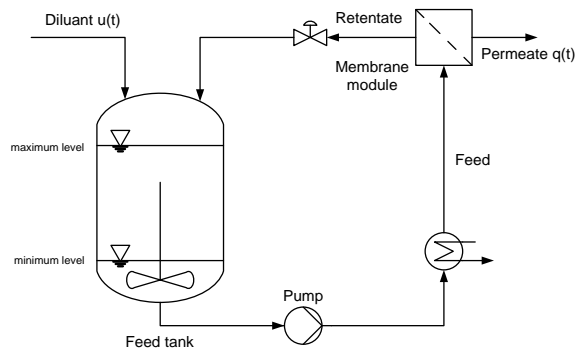 Diluant u(t)
Retentate
Permeate q(t)
Membrane
module
maximum level
Feed
minimum level
Pump
Feed tank